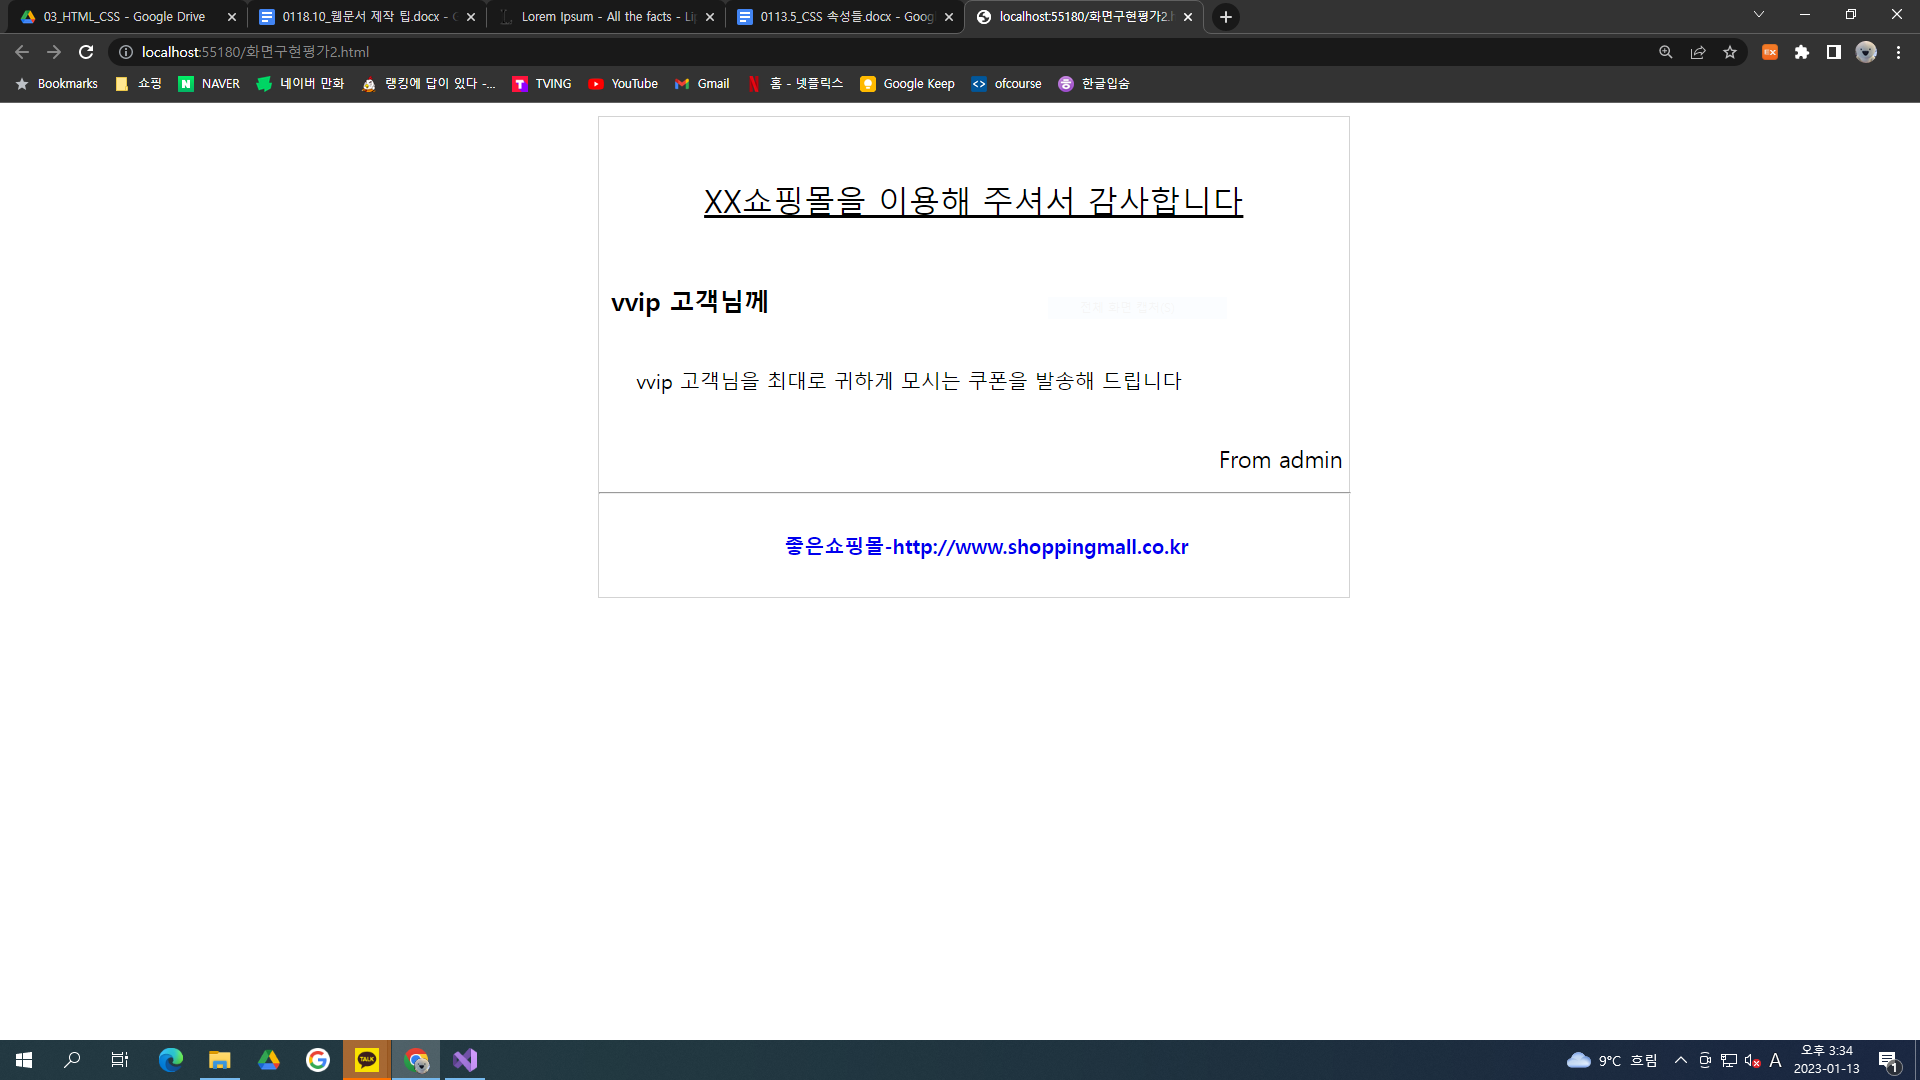 03_HTML_CSS - Google Drive
0118.10_웹문서 제작 팁.docx -
Lorem Ipsum - All the facts - Li
0113.5_CSS 속성들.docx - Goog
localhost:55180/화면구현평가2.h
localhost:55180/화면구현평가2.html
Bookmarks
쇼핑
NAVER
네이버 만화
랭킹에 답이 있다 -...
TVING
YouTube
Gmail
홈 - 넷플릭스
Google Keep
ofcourse
한글입숨
XX쇼핑몰을 이용해 주셔서 감사합니다
vvip 고객님께
vvip 고객님을 최대로 귀하게 모시는 쿠폰을 발송해 드립니다
From admin
좋은쇼핑몰-http://www.shoppingmall.co.kr
TALK
9°C 흐림
A
오후 3:34
2023-01-13
1